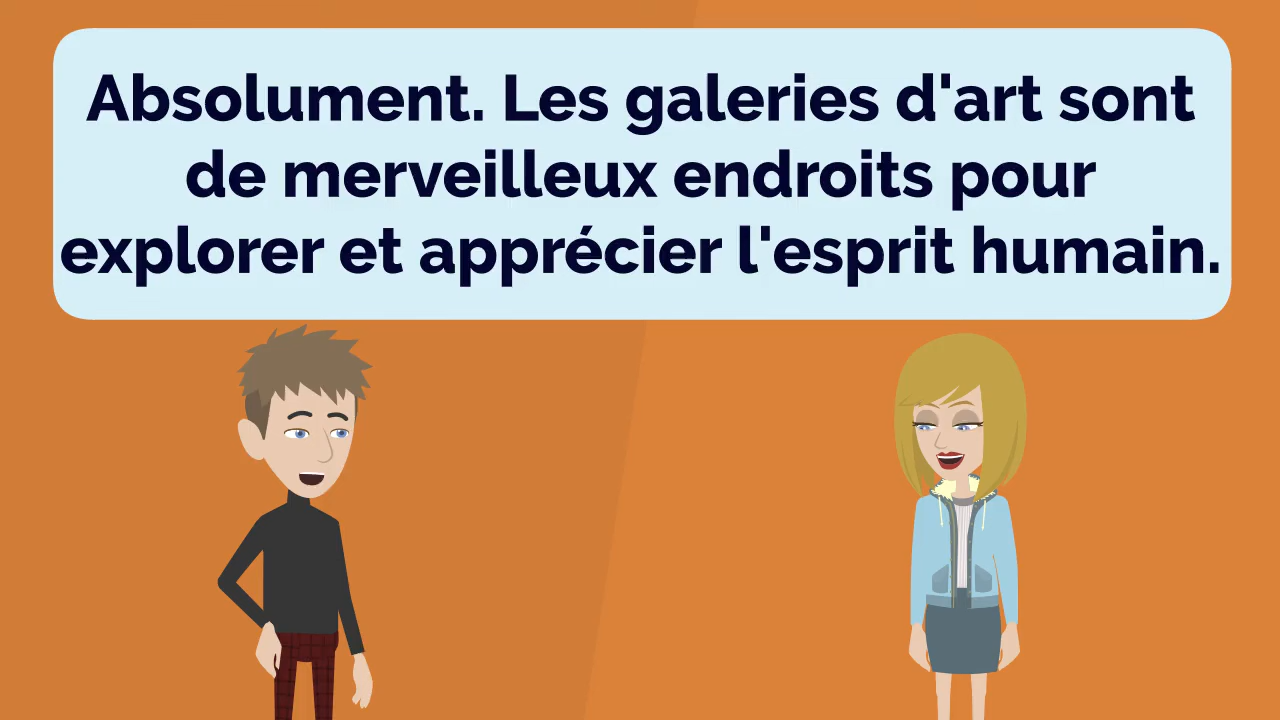 Absolument. Les galeries d'art sont
de merveilleux endroits pour
explorer et apprécier l'esprit humain.